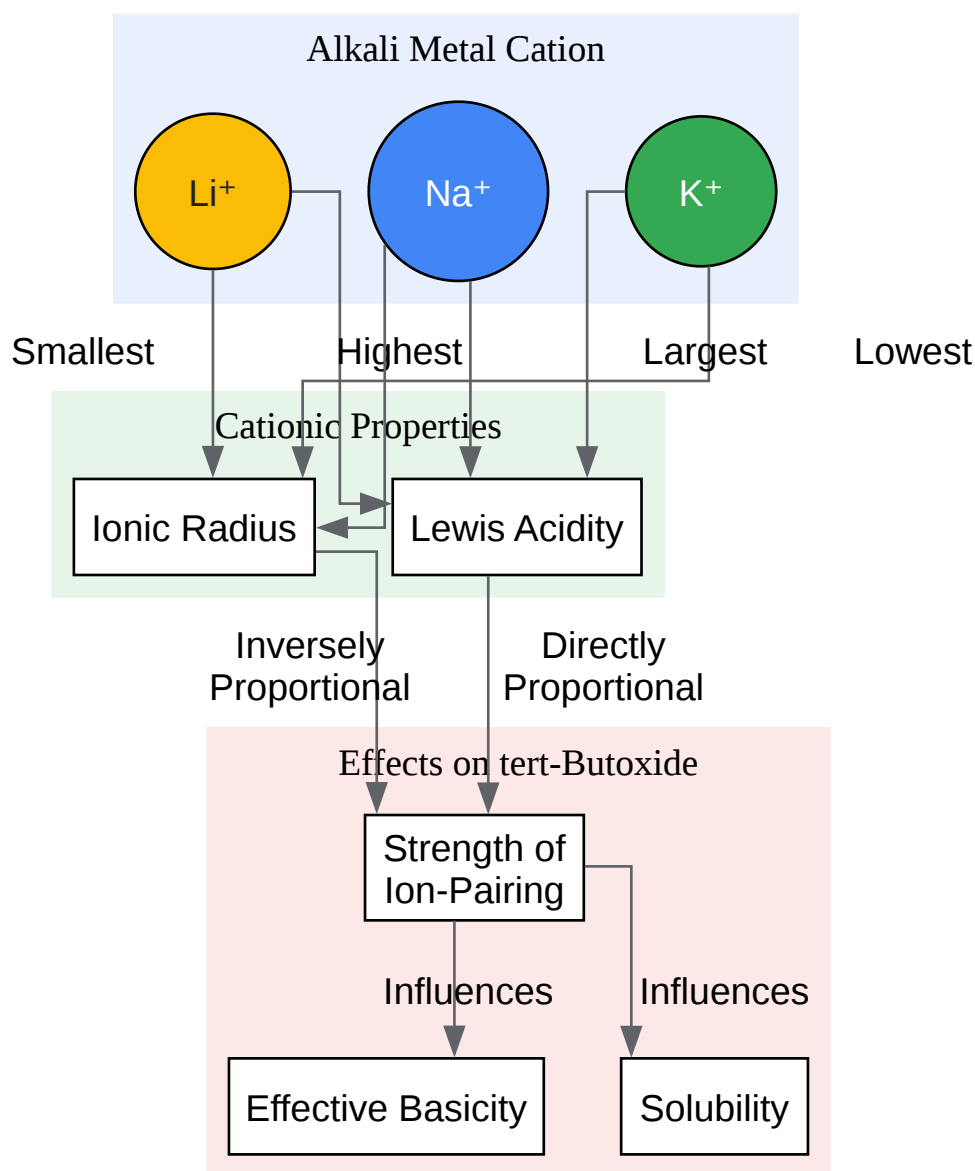 Alkali Metal Cation
Li⁺
Na⁺
K⁺
Smallest
Highest
Largest
Lowest
Cationic Properties
Ionic Radius
Lewis Acidity
Inversely
Proportional
Directly
Proportional
Effects on tert-Butoxide
Strength of
Ion-Pairing
Influences
Influences
Effective Basicity
Solubility